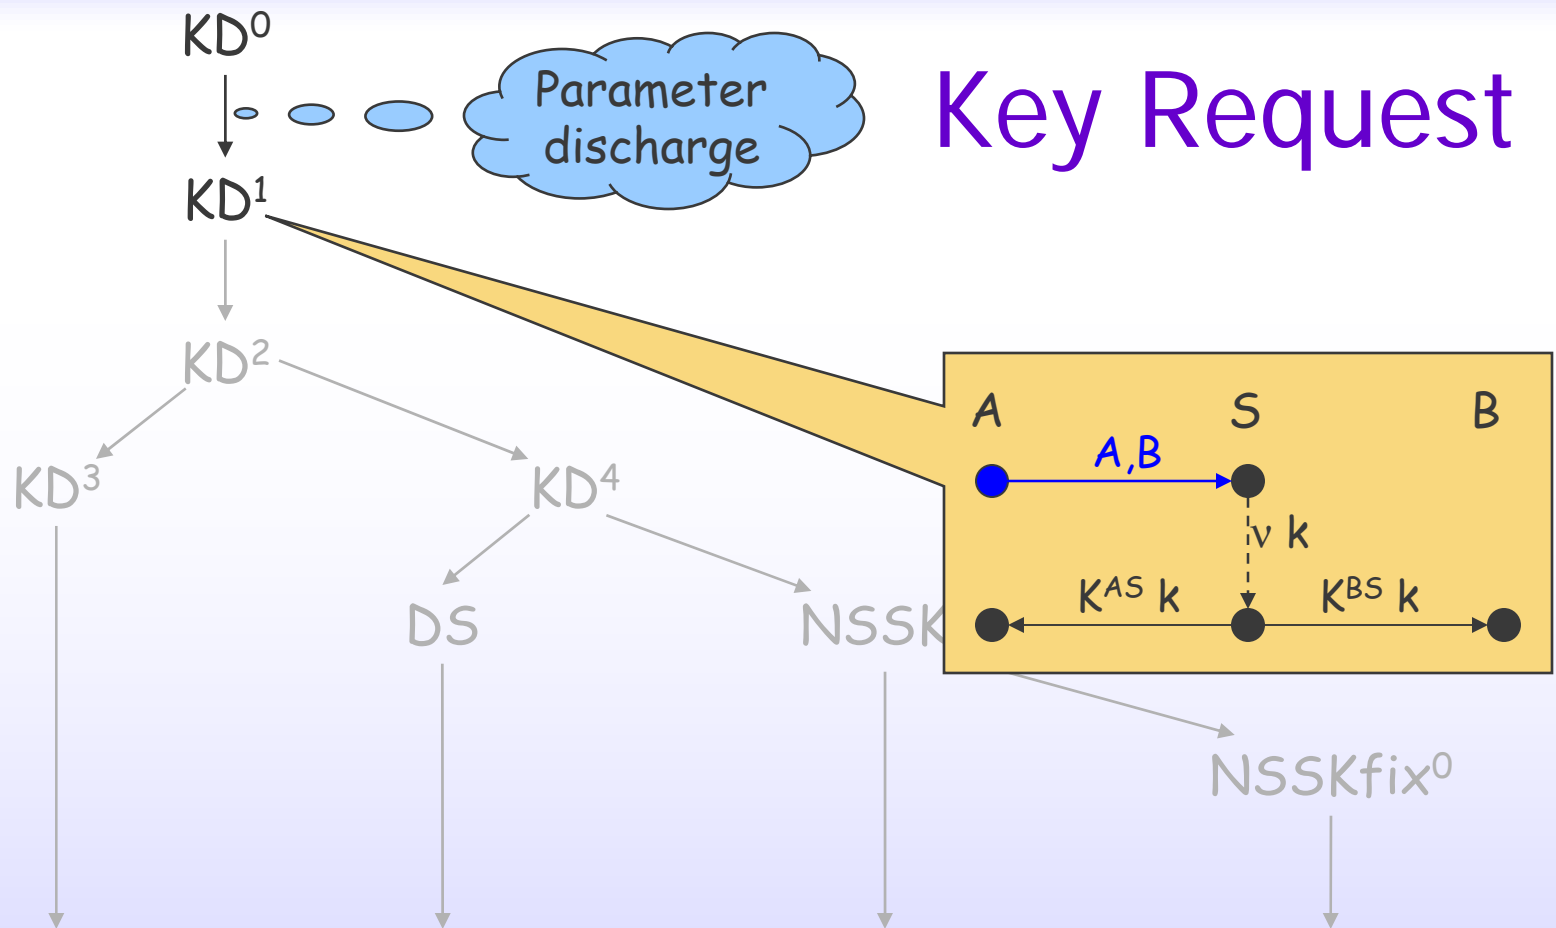 KD⁰
Parameter
discharge
Key Request
KD¹
KD²
A S B
A,B
KD³
KD⁴
ν k
Kᴬˢ k
Kᴮˢ k
DS
NSSK
NSSKfix⁰